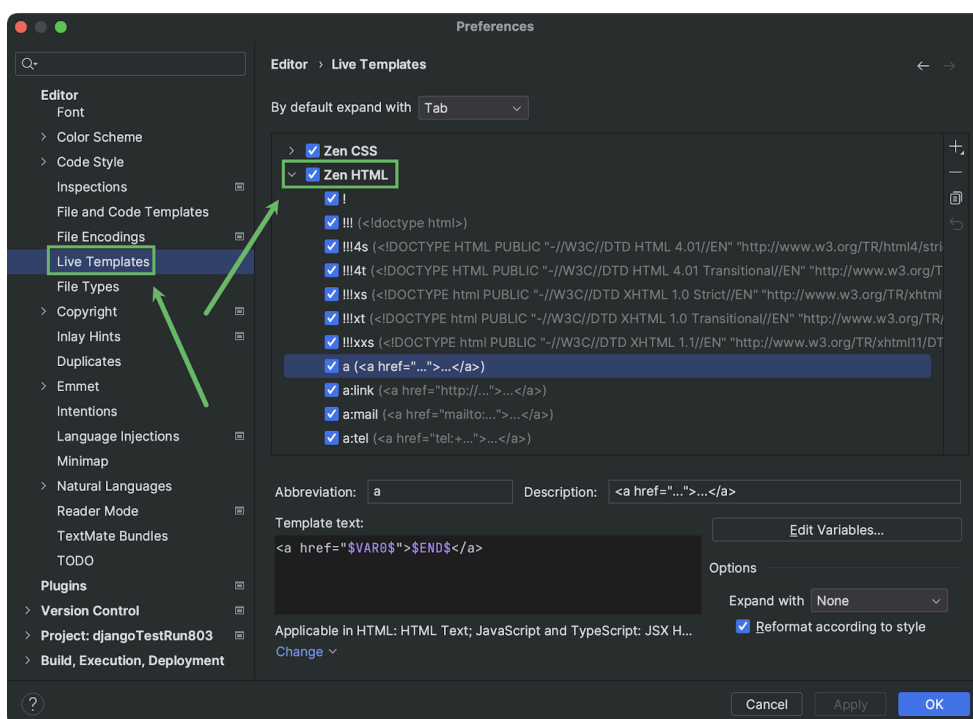 Preferences
Editor
Font
Color Scheme
Code Style
Inspections
File and Code Templates
File Encodings
Live Templates
File Types
Copyright
Inlay Hints
Duplicates
Emmet
Intentions
Language Injections
Minimap
Natural Languages
Reader Mode
TextMate Bundles
TODO
Plugins
Version Control
Project: djangoTestRun803
Build, Execution, Deployment
Editor › Live Templates
By default expand with Tab
Zen CSS
Zen HTML
!
!!! (<!doctype html>)
!!!4s (<!DOCTYPE HTML PUBLIC "-//W3C//DTD HTML 4.01//EN" "http://www.w3.org/TR/html4/stri
!!!4t (<!DOCTYPE HTML PUBLIC "-//W3C//DTD HTML 4.01 Transitional//EN" "http://www.w3.org/T
!!!xs (<!DOCTYPE html PUBLIC "-//W3C//DTD XHTML 1.0 Strict//EN" "http://www.w3.org/TR/xhtml
!!!xt (<!DOCTYPE html PUBLIC "-//W3C//DTD XHTML 1.0 Transitional//EN" "http://www.w3.org/TR/
!!!xxs (<!DOCTYPE html PUBLIC "-//W3C//DTD XHTML 1.1//EN" "http://www.w3.org/TR/xhtml11/DT
a (<a href="...">...</a>)
a:link (<a href="http://...">...</a>)
a:mail (<a href="mailto:...">...</a>)
a:tel (<a href="tel:+...">...</a>)
Abbreviation: a Description: <a href="...">...</a>
Template text:
<a href="$VAR0$">$END$</a>
Edit Variables...
Options
Expand with None
Reformat according to style
Applicable in HTML: HTML Text; JavaScript and TypeScript: JSX H...
Change
? Cancel Apply OK